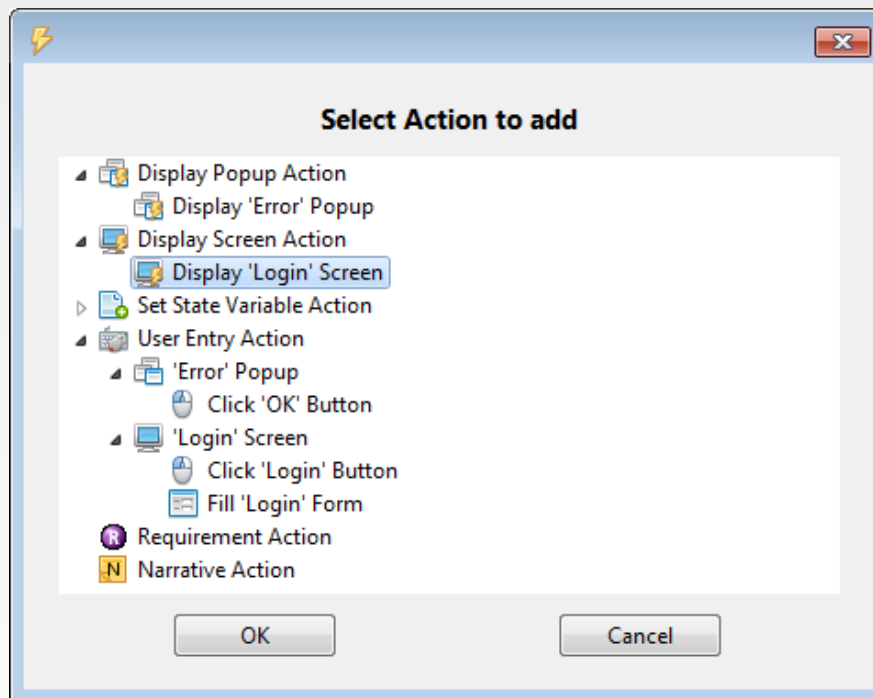 Select Action to add
Display Popup Action
Display 'Error' Popup
Display Screen Action
Display 'Login' Screen
Set State Variable Action
User Entry Action
'Error' Popup
Click 'OK' Button
'Login' Screen
Click 'Login' Button
Fill 'Login' Form
R Requirement Action
N Narrative Action
OK Cancel